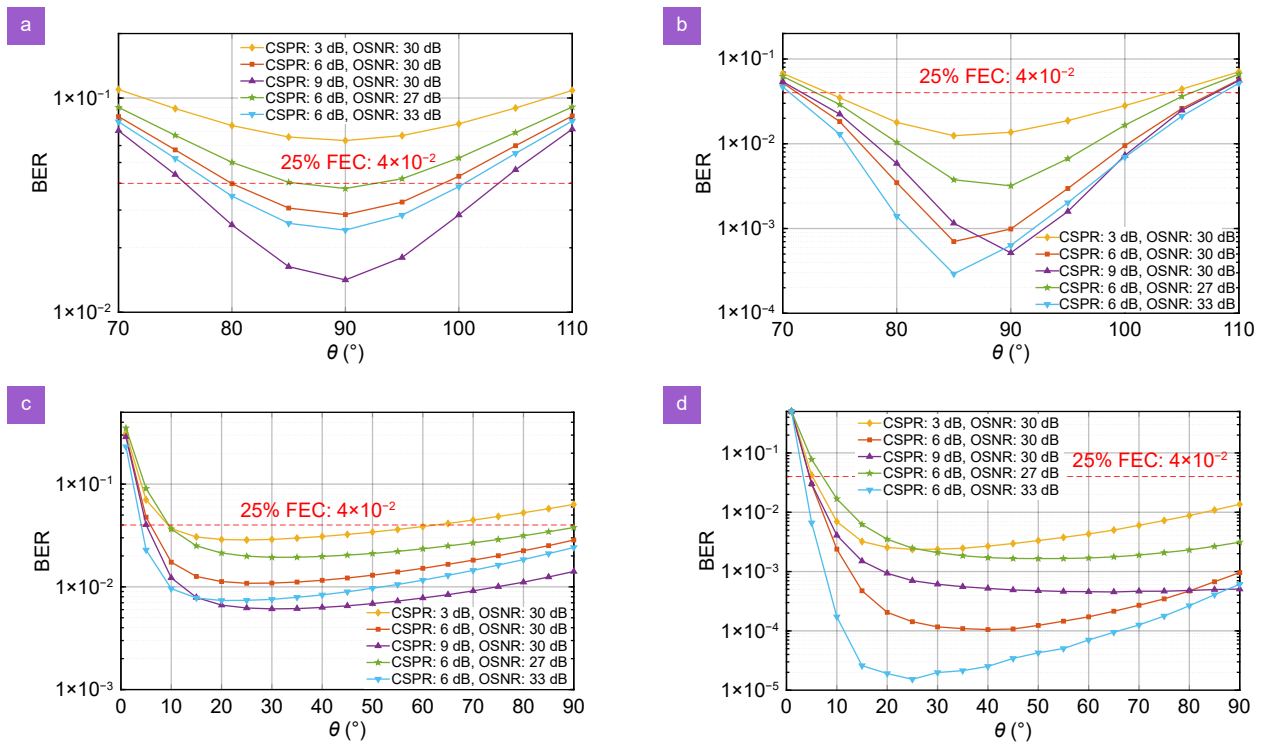 a
CSPR: 3 dB, OSNR: 30 dB
CSPR: 6 dB, OSNR: 30 dB
CSPR: 9 dB, OSNR: 30 dB
CSPR: 6 dB, OSNR: 27 dB
CSPR: 6 dB, OSNR: 33 dB
25% FEC: 4×10⁻²
BER
1×10⁻¹
1×10⁻²
70 80 90 100 110
θ (°)
b
25% FEC: 4×10⁻²
CSPR: 3 dB, OSNR: 30 dB
CSPR: 6 dB, OSNR: 30 dB
CSPR: 9 dB, OSNR: 30 dB
CSPR: 6 dB, OSNR: 27 dB
CSPR: 6 dB, OSNR: 33 dB
BER
1×10⁻¹
1×10⁻²
1×10⁻³
1×10⁻⁴
70 80 90 100 110
θ (°)
c
25% FEC: 4×10⁻²
CSPR: 3 dB, OSNR: 30 dB
CSPR: 6 dB, OSNR: 30 dB
CSPR: 9 dB, OSNR: 30 dB
CSPR: 6 dB, OSNR: 27 dB
CSPR: 6 dB, OSNR: 33 dB
BER
1×10⁻¹
1×10⁻²
1×10⁻³
0 10 20 30 40 50 60 70 80 90
θ (°)
d
CSPR: 3 dB, OSNR: 30 dB
CSPR: 6 dB, OSNR: 30 dB
CSPR: 9 dB, OSNR: 30 dB
CSPR: 6 dB, OSNR: 27 dB
CSPR: 6 dB, OSNR: 33 dB
25% FEC: 4×10⁻²
BER
1×10⁻¹
1×10⁻²
1×10⁻³
1×10⁻⁴
1×10⁻⁵
0 10 20 30 40 50 60 70 80 90
θ (°)